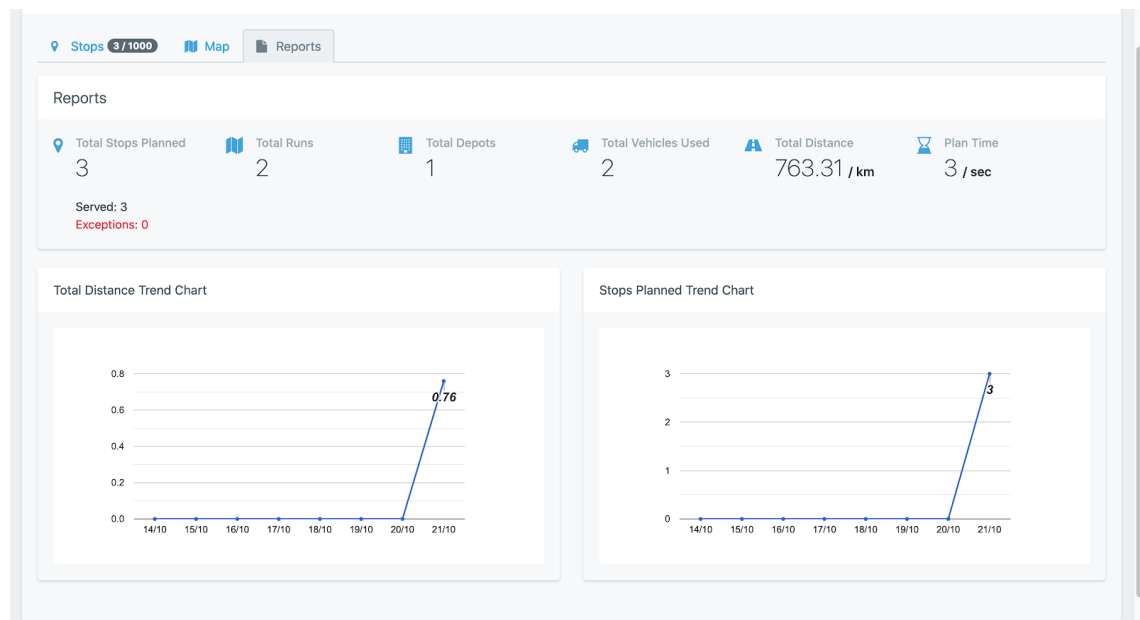 Stops 3 / 1000 Map Reports
Reports
Total Stops Planned Total Runs Total Depots Total Vehicles Used Total Distance Plan Time
3 2 1 2 763.31 / km 3 / sec
Served: 3
Exceptions: 0
Total Distance Trend Chart
0.8
0.76
0.6
0.4
0.2
0.0
14/10 15/10 16/10 17/10 18/10 19/10 20/10 21/10
Stops Planned Trend Chart
3
3
2
1
0
14/10 15/10 16/10 17/10 18/10 19/10 20/10 21/10